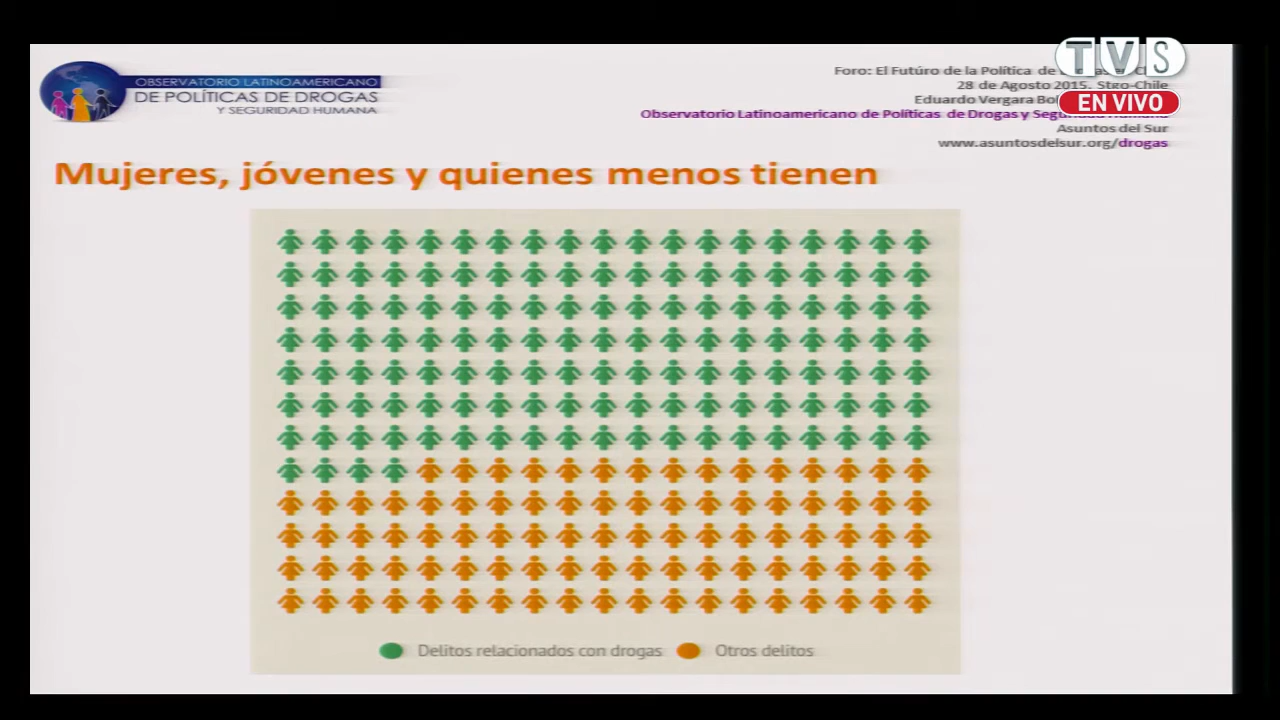 OBSERVATORIO LATINOAMERICANO
DE POLÍTICAS DE DROGAS
Y SEGURIDAD HUMANA
TVS
EN VIVO
Foro: El Futúro de la Política de
28 de Agosto 2015. Stgo-Chile
Eduardo Vergara
Observatorio Latinoamericano de Políticas de Drogas y
Asuntos del Sur
www.asuntosdelsur.org/drogas
Mujeres, jóvenes y quienes menos tienen
Delitos relacionados con drogas
Otros delitos